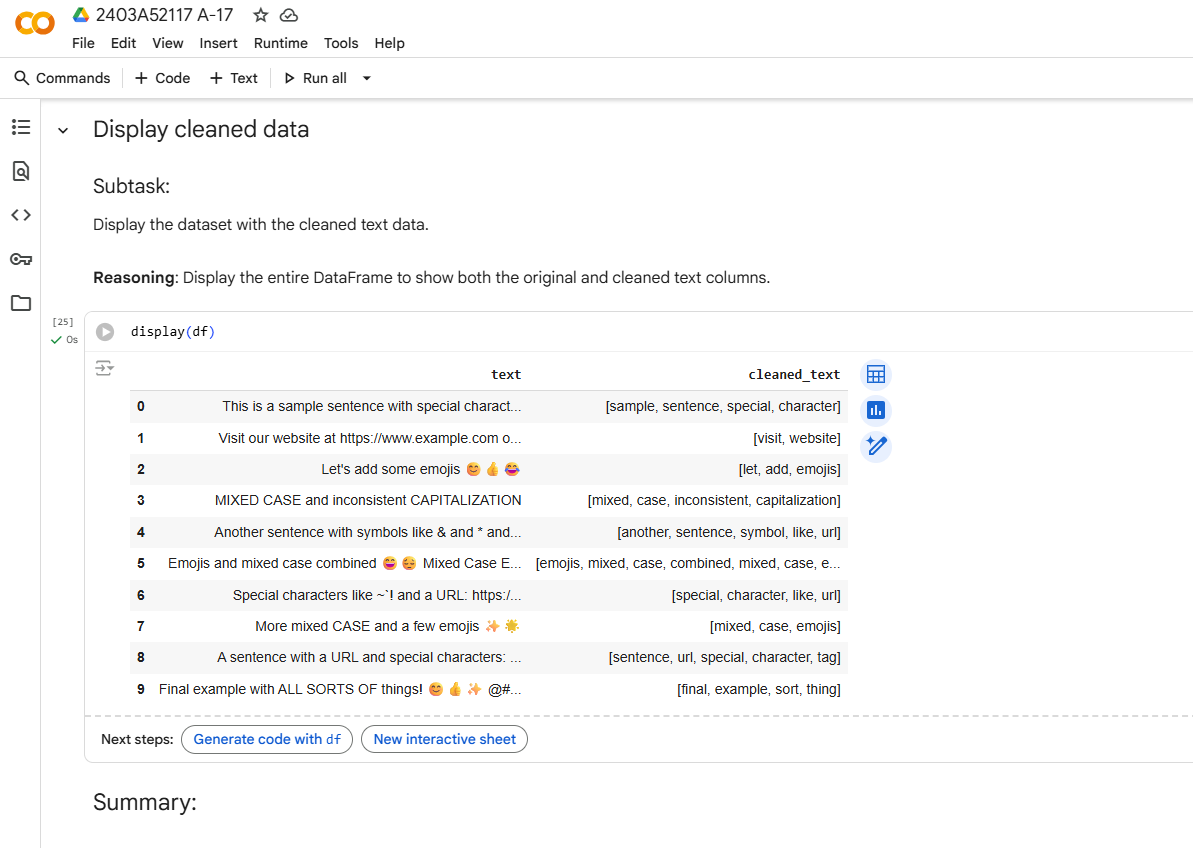 2403A52117 A-17
File Edit View Insert Runtime Tools Help
Commands + Code + Text Run all
Display cleaned data
Subtask:
Display the dataset with the cleaned text data.
Reasoning: Display the entire DataFrame to show both the original and cleaned text columns.
[25]
0s
display(df)
text cleaned_text
0 This is a sample sentence with special charact... [sample, sentence, special, character]
1 Visit our website at https://www.example.com o... [visit, website]
2 Let's add some emojis 😊 👍 😂 [let, add, emojis]
3 MIXED CASE and inconsistent CAPITALIZATION [mixed, case, inconsistent, capitalization]
4 Another sentence with symbols like & and * and... [another, sentence, symbol, like, url]
5 Emojis and mixed case combined 😄 🥳 Mixed Case E... [emojis, mixed, case, combined, mixed, case, e...
6 Special characters like ~`! and a URL: https:/... [special, character, like, url]
7 More mixed CASE and a few emojis ✨ 🌟 [mixed, case, emojis]
8 A sentence with a URL and special characters: ... [sentence, url, special, character, tag]
9 Final example with ALL SORTS OF things! 😊 👍 ✨ @#... [final, example, sort, thing]
Next steps: Generate code with df New interactive sheet
Summary: